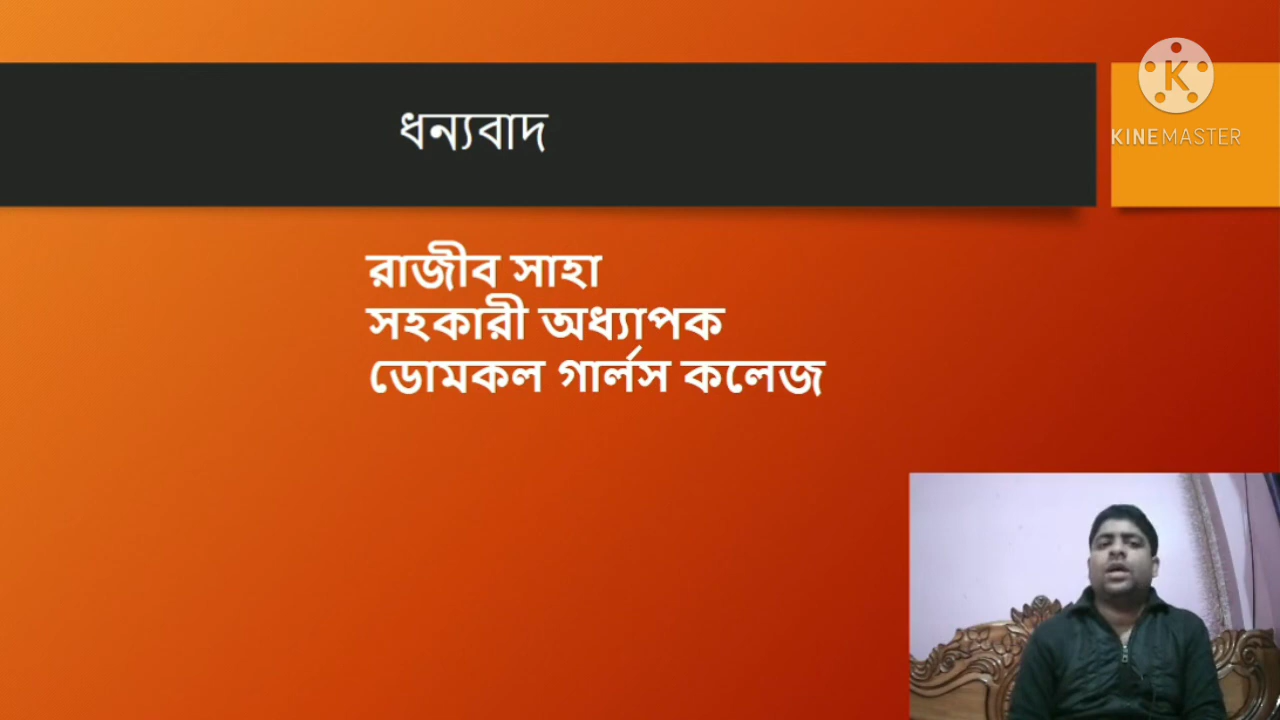 ধন্যবাদ
K
KINEMASTER
রাজীব সাহা
সহকারী অধ্যাপক
ডোমকল গার্লস কলেজ